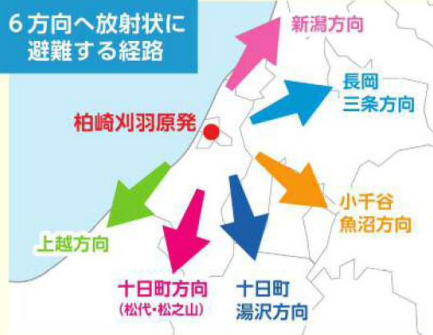 6方向へ放射状に
避難する経路
新潟方向
長岡
三条方向
柏崎刈羽原発
小千谷
魚沼方向
上越方向
十日町方向
(松代・松之山)
十日町
湯沢方向